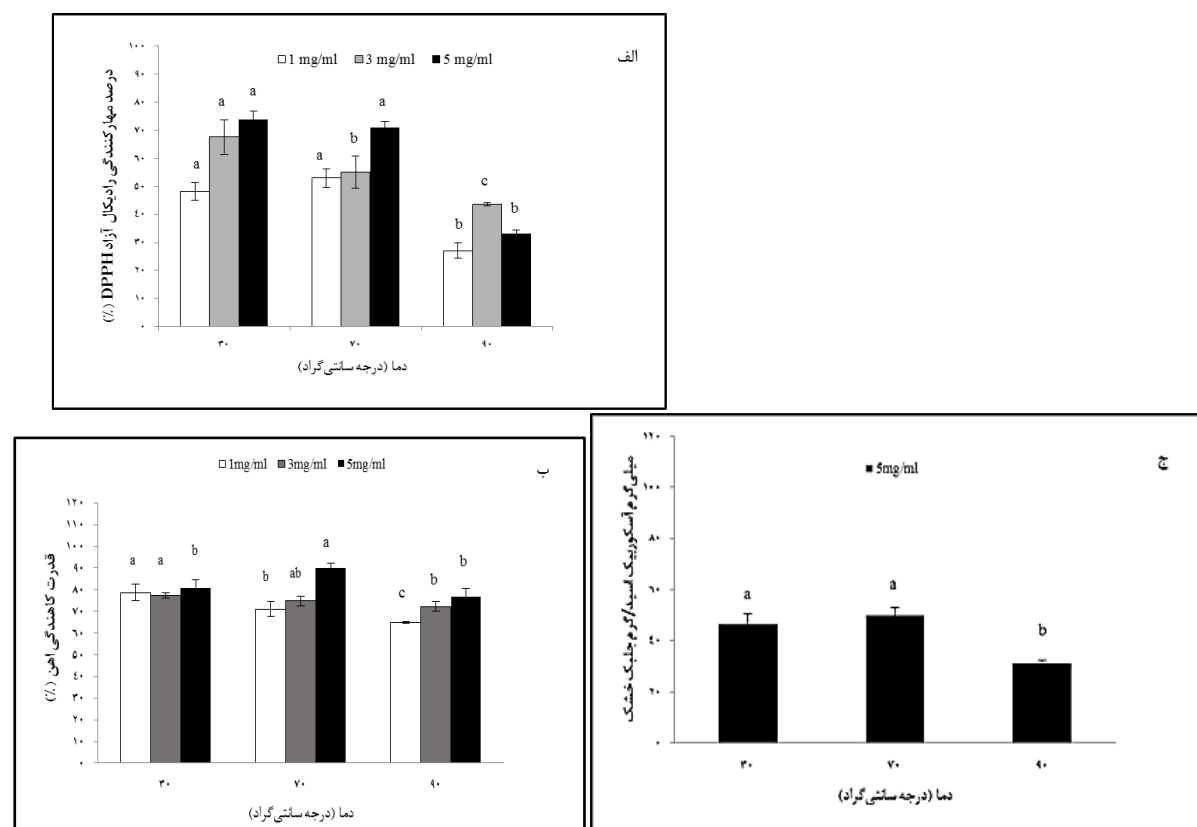 الف
1 mg/ml 3 mg/ml 5 mg/ml
درصد مهارکنندگی رادیکال آزاد DPPH (٪)
۱۰۰
۹۰
۸۰
۷۰
۶۰
۵۰
۴۰
۳۰
۲۰
۱۰
۰
a a a
a b a
b c b
۳۰ ۷۰ ۹۰
دما (درجه سانتی‌گراد)
ب
1mg/ml 3mg/ml 5mg/ml
قدرت کاهندگی اهن (٪)
۱۲۰
۱۱۰
۱۰۰
۹۰
۸۰
۷۰
۶۰
۵۰
۴۰
۳۰
۲۰
۱۰
۰
a a b
b ab a
c b b
۳۰ ۷۰ ۹۰
دما (درجه سانتی‌گراد)
ج
5mg/ml
میلی‌گرم آسکوربیک اسید/گرم جلبک خشک
۱۲۰
۱۰۰
۸۰
۶۰
۴۰
۲۰
۰
a a b
۳۰ ۷۰ ۹۰
دما (درجه سانتی‌گراد)